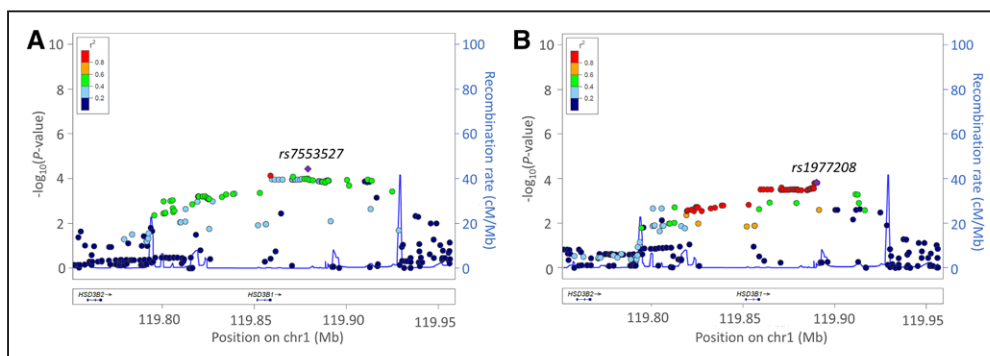 A
B
r²
0.8
0.6
0.4
0.2
10
8
6
4
2
0
-log₁₀(P-value)
rs7553527
100
80
60
40
20
0
Recombination rate (cM/Mb)
HSD3B2→
HSD3B1→
119.80
119.85
119.90
119.95
Position on chr1 (Mb)
r²
0.8
0.6
0.4
0.2
10
8
6
4
2
0
-log₁₀(P-value)
rs1977208
100
80
60
40
20
0
Recombination rate (cM/Mb)
HSD3B2→
HSD3B1→
119.80
119.85
119.90
119.95
Position on chr1 (Mb)